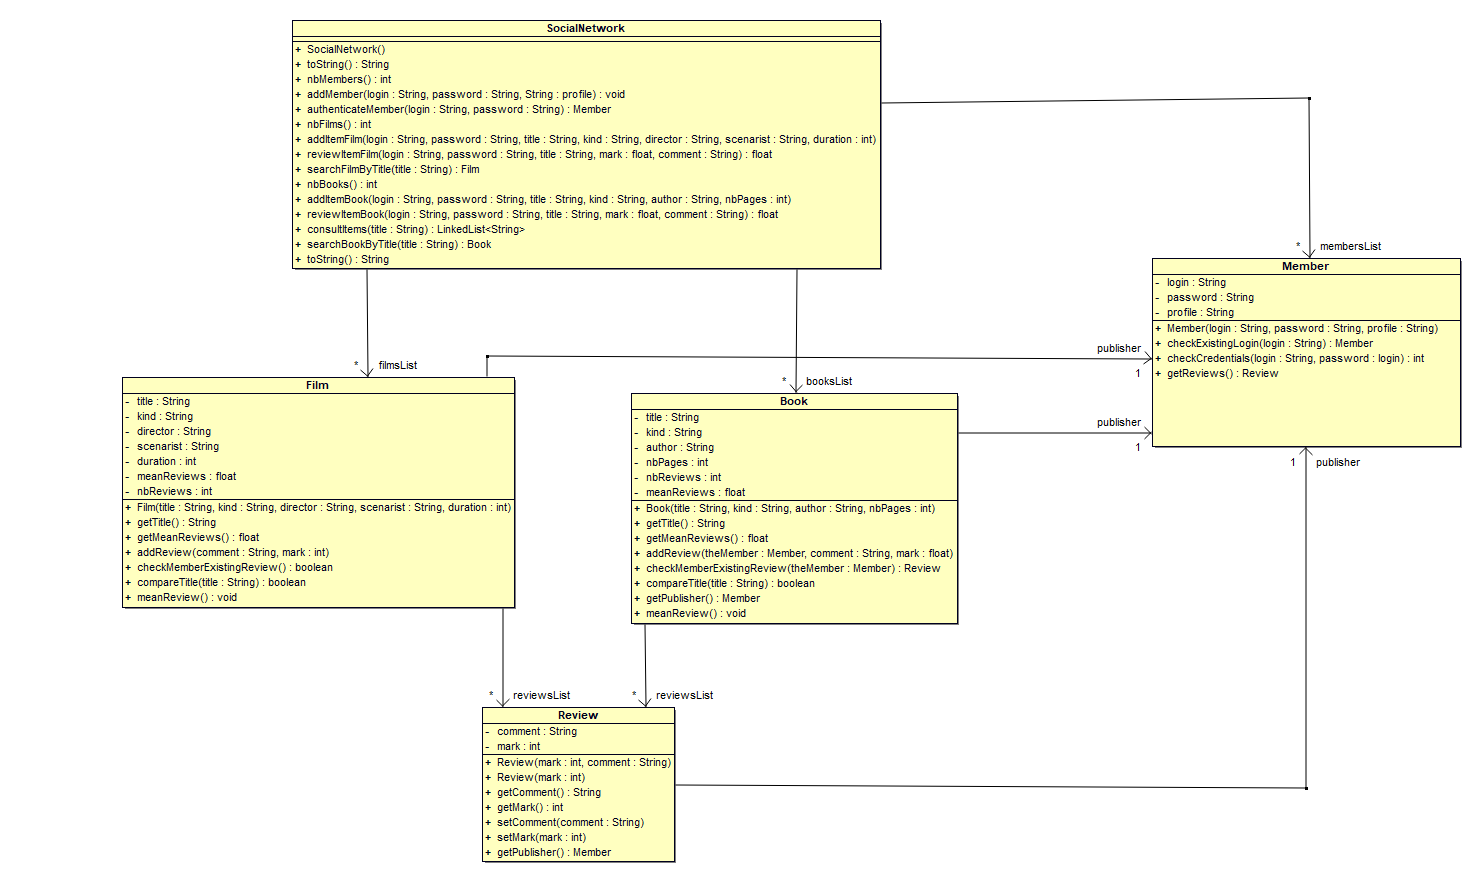 SocialNetwork
+ SocialNetwork()
+ toString() : String
+ nbMembers() : int
+ addMember(login : String, password : String, String : profile) : void
+ authenticateMember(login : String, password : String) : Member
+ nbFilms() : int
+ addItemFilm(login : String, password : String, title : String, kind : String, director : String, scenarist : String, duration : int)
+ reviewItemFilm(login : String, password : String, title : String, mark : float, comment : String) : float
+ searchFilmByTitle(title : String) : Film
+ nbBooks() : int
+ addItemBook(login : String, password : String, title : String, kind : String, author : String, nbPages : int)
+ reviewItemBook(login : String, password : String, title : String, mark : float, comment : String) : float
+ consultItems(title : String) : LinkedList<String>
+ searchBookByTitle(title : String) : Book
+ toString() : String
* membersList
Member
- login : String
- password : String
- profile : String
+ Member(login : String, password : String, profile : String)
+ checkExistingLogin(login : String) : Member
+ checkCredentials(login : String, password : login) : int
+ getReviews() : Review
publisher
1
publisher
1
1 publisher
* filmsList
Film
- title : String
- kind : String
- director : String
- scenarist : String
- duration : int
- meanReviews : float
- nbReviews : int
+ Film(title : String, kind : String, director : String, scenarist : String, duration : int)
+ getTitle() : String
+ getMeanReviews() : float
+ addReview(comment : String, mark : int)
+ checkMemberExistingReview() : boolean
+ compareTitle(title : String) : boolean
+ meanReview() : void
* booksList
Book
- title : String
- kind : String
- author : String
- nbPages : int
- nbReviews : int
- meanReviews : float
+ Book(title : String, kind : String, author : String, nbPages : int)
+ getTitle() : String
+ getMeanReviews() : float
+ addReview(theMember : Member, comment : String, mark : float)
+ checkMemberExistingReview(theMember : Member) : Review
+ compareTitle(title : String) : boolean
+ getPublisher() : Member
+ meanReview() : void
* reviewsList
* reviewsList
Review
- comment : String
- mark : int
+ Review(mark : int, comment : String)
+ Review(mark : int)
+ getComment() : String
+ getMark() : int
+ setComment(comment : String)
+ setMark(mark : int)
+ getPublisher() : Member